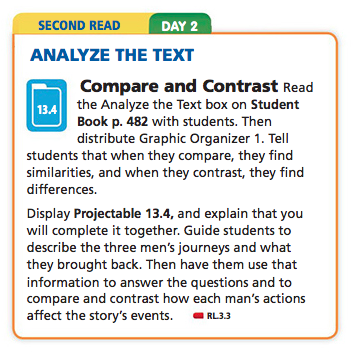 SECOND READ DAY 2
ANALYZE THE TEXT
13.4
Compare and Contrast Read
the Analyze the Text box on Student
Book p. 482 with students. Then
distribute Graphic Organizer 1. Tell
students that when they compare, they find
similarities, and when they contrast, they find
differences.
Display Projectable 13.4, and explain that you
will complete it together. Guide students to
describe the three men's journeys and what
they brought back. Then have them use that
information to answer the questions and to
compare and contrast how each man's actions
affect the story's events. RL.3.3